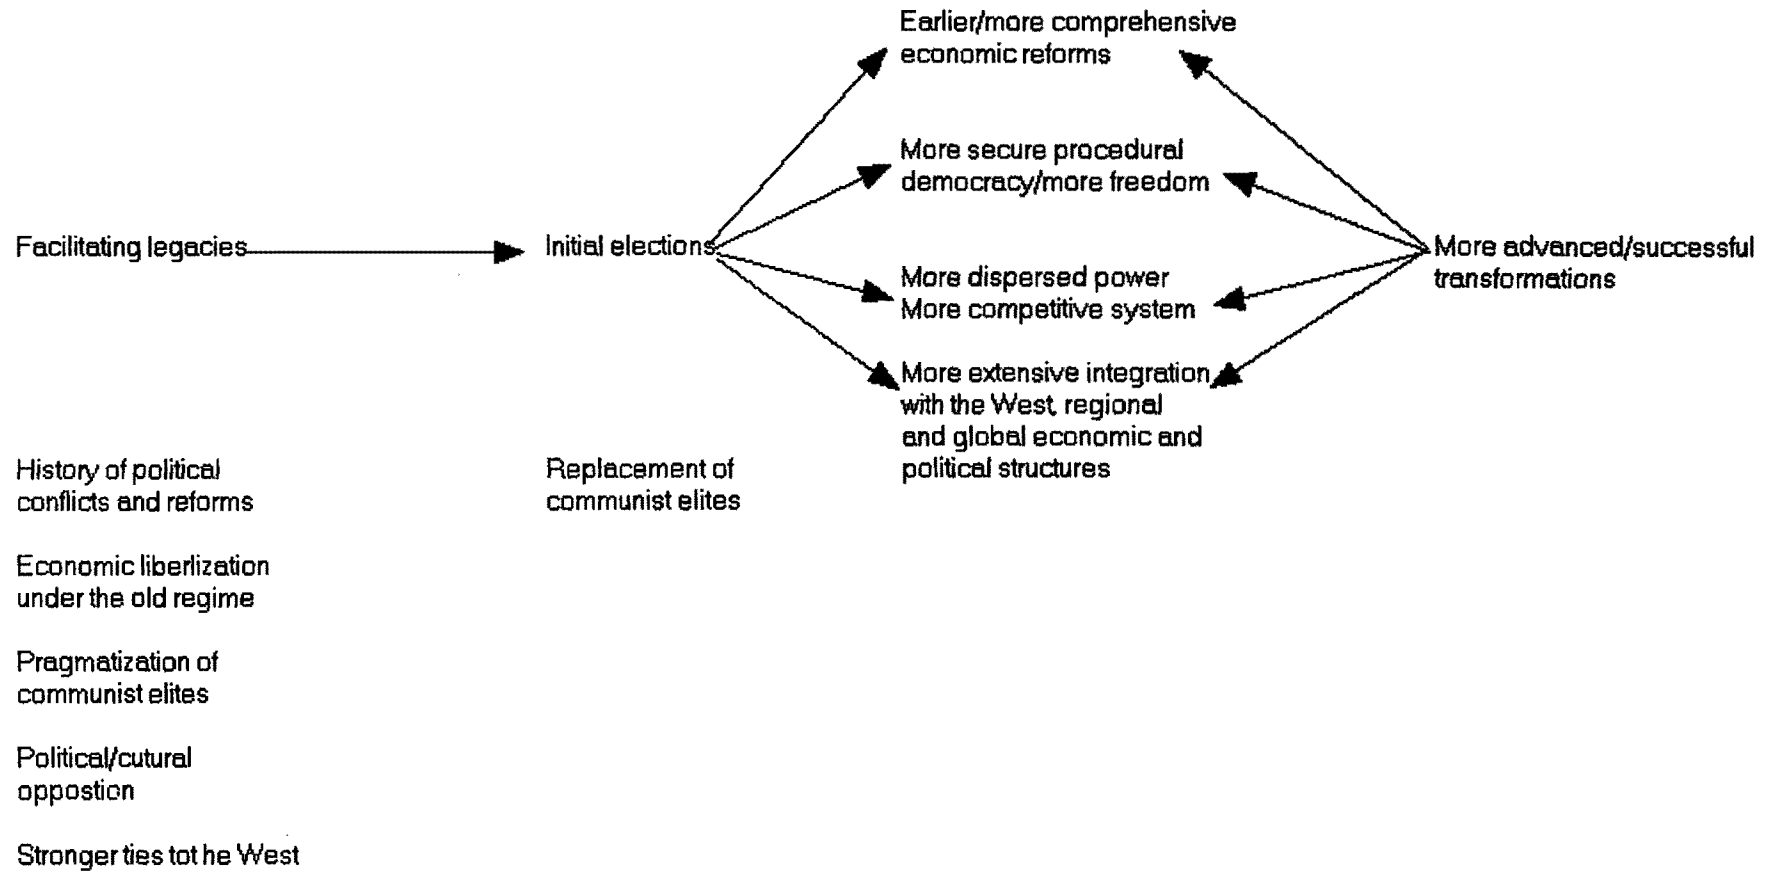 Earlier/more comprehensive
economic reforms
More secure procedural
democracy/more freedom
Facilitating legacies
Initial elections
More dispersed power
More competitive system
More advanced/successful
transformations
More extensive integration
with the West, regional
and global economic and
political structures
History of political
conflicts and reforms
Replacement of
communist elites
Economic liberlization
under the old regime
Pragmatization of
communist elites
Political/cutural
oppostion
Stronger ties tot he West